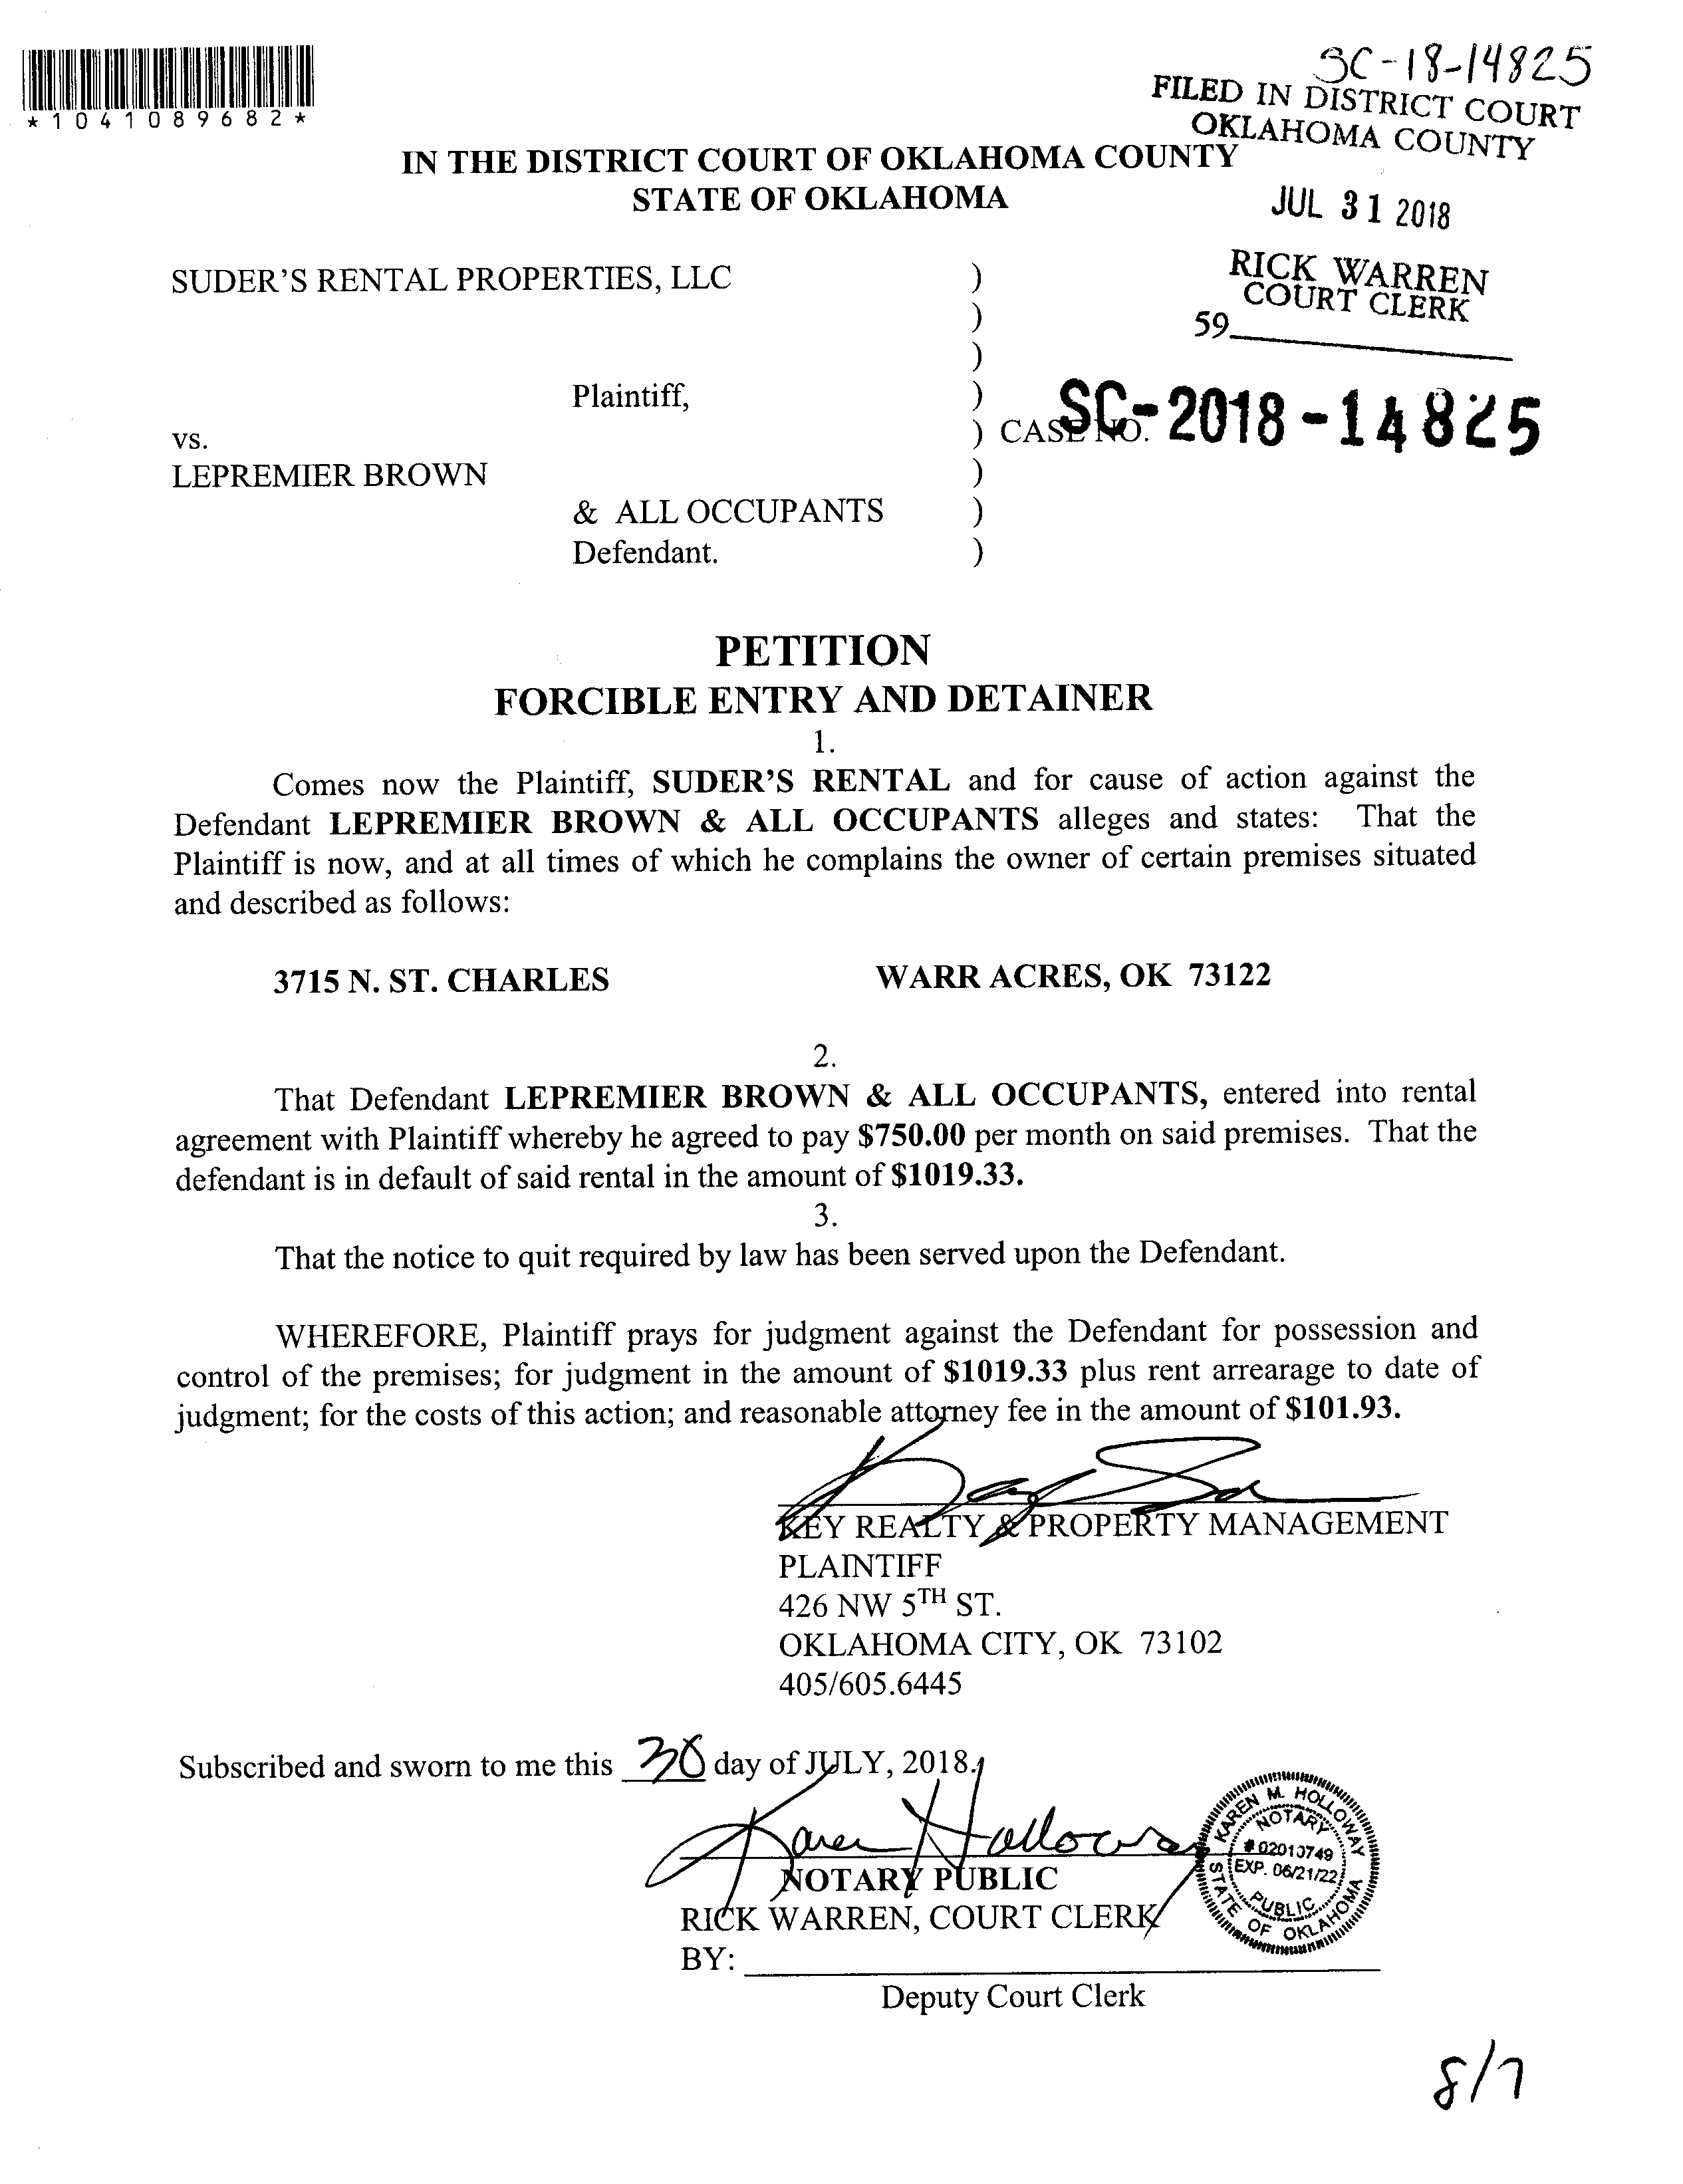 SC-18-14825
*1041089682*
FILED IN DISTRICT COURT
OKLAHOMA COUNTY
IN THE DISTRICT COURT OF OKLAHOMA COUNTY
STATE OF OKLAHOMA
JUL 31 2018
RICK WARREN
COURT CLERK
59
SUDER'S RENTAL PROPERTIES, LLC )
)
)
Plaintiff, )
vs. ) CASE NO. SC-2018-14825
LEPREMIER BROWN )
& ALL OCCUPANTS )
Defendant. )
PETITION
FORCIBLE ENTRY AND DETAINER
1.
Comes now the Plaintiff, SUDER'S RENTAL and for cause of action against the
Defendant LEPREMIER BROWN & ALL OCCUPANTS alleges and states: That the
Plaintiff is now, and at all times of which he complains the owner of certain premises situated
and described as follows:
3715 N. ST. CHARLES WARR ACRES, OK 73122
2.
That Defendant LEPREMIER BROWN & ALL OCCUPANTS, entered into rental
agreement with Plaintiff whereby he agreed to pay $750.00 per month on said premises. That the
defendant is in default of said rental in the amount of $1019.33.
3.
That the notice to quit required by law has been served upon the Defendant.
WHEREFORE, Plaintiff prays for judgment against the Defendant for possession and
control of the premises; for judgment in the amount of $1019.33 plus rent arrearage to date of
judgment; for the costs of this action; and reasonable attorney fee in the amount of $101.93.
KEY REALTY & PROPERTY MANAGEMENT
PLAINTIFF
426 NW 5TH ST.
OKLAHOMA CITY, OK 73102
405/605.6445
Subscribed and sworn to me this 30 day of JULY, 2018.
Karen Holloway
NOTARY PUBLIC
RICK WARREN, COURT CLERK
BY:
Deputy Court Clerk
KAREN M. HOLLOWAY
NOTARY
# 02010749
EXP. 06/21/22
PUBLIC
STATE OF OKLAHOMA
8/7